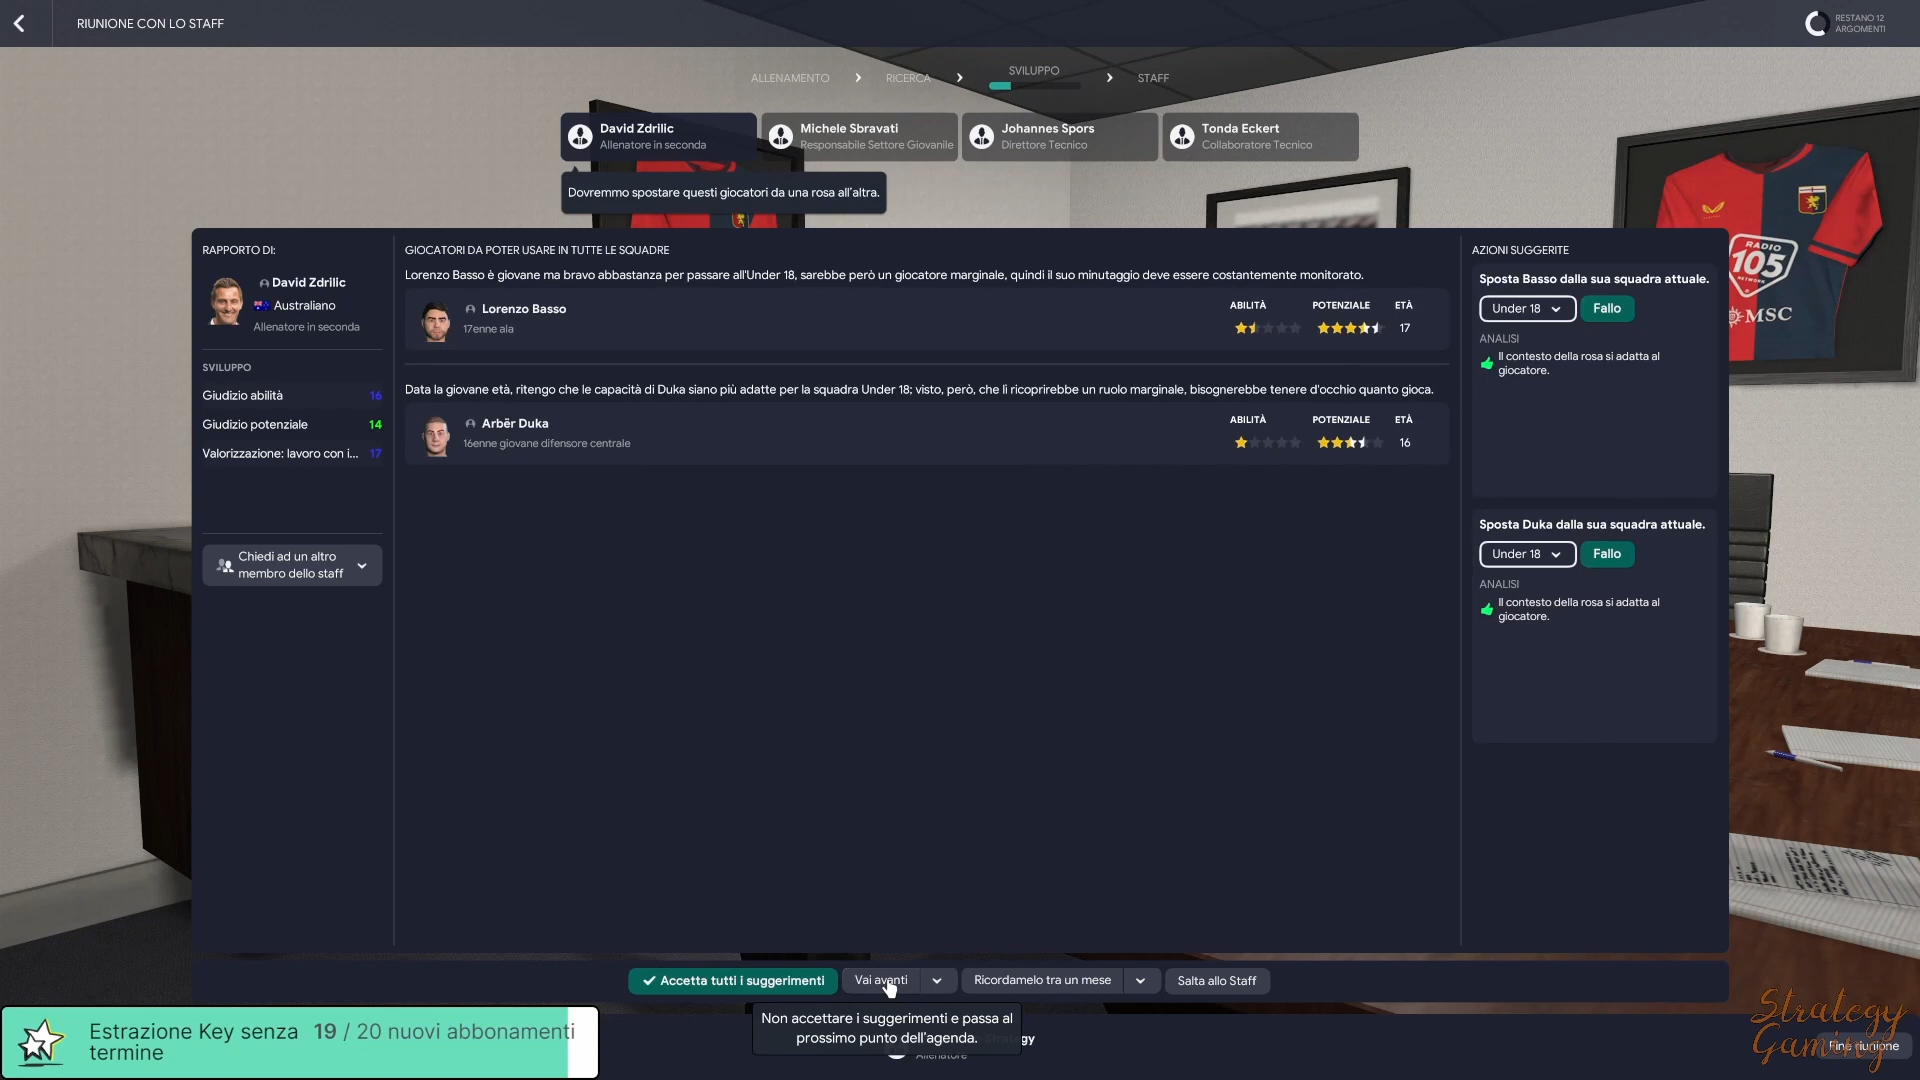 RIUNIONE CON LO STAFF
RESTANO 12
ARGOMENTI
ALLENAMENTO
RICERCA
SVILUPPO
STAFF
David Zdrilic
Allenatore in seconda
Michele Sbravati
Responsabile Settore Giovanile
Johannes Spors
Direttore Tecnico
Tonda Eckert
Collaboratore Tecnico
Dovremmo spostare questi giocatori da una rosa all'altra.
RAPPORTO DI:
David Zdrilic
Australiano
Allenatore in seconda
SVILUPPO
Giudizio abilità 16
Giudizio potenziale 14
Valorizzazione: lavoro con i... 17
Chiedi ad un altro
membro dello staff
GIOCATORI DA POTER USARE IN TUTTE LE SQUADRE
Lorenzo Basso è giovane ma bravo abbastanza per passare all'Under 18, sarebbe però un giocatore marginale, quindi il suo minutaggio deve essere costantemente monitorato.
Lorenzo Basso
17enne ala
ABILITÀ POTENZIALE ETÀ
17
Data la giovane età, ritengo che le capacità di Duka siano più adatte per la squadra Under 18; visto, però, che lì ricoprirebbe un ruolo marginale, bisognerebbe tenere d'occhio quanto gioca.
Arbër Duka
16enne giovane difensore centrale
ABILITÀ POTENZIALE ETÀ
16
AZIONI SUGGERITE
Sposta Basso dalla sua squadra attuale.
Under 18 Fallo
ANALISI
Il contesto della rosa si adatta al
giocatore.
Sposta Duka dalla sua squadra attuale.
Under 18 Fallo
ANALISI
Il contesto della rosa si adatta al
giocatore.
RADIO
105
NETWORK
MSC
Accetta tutti i suggerimenti
Vai avanti
Ricordamelo tra un mese
Salta allo Staff
Non accettare i suggerimenti e passa al
prossimo punto dell'agenda.
Allenatore
Estrazione Key senza 19 / 20 nuovi abbonamenti
termine
Strategy
Gaming
Fine riunione